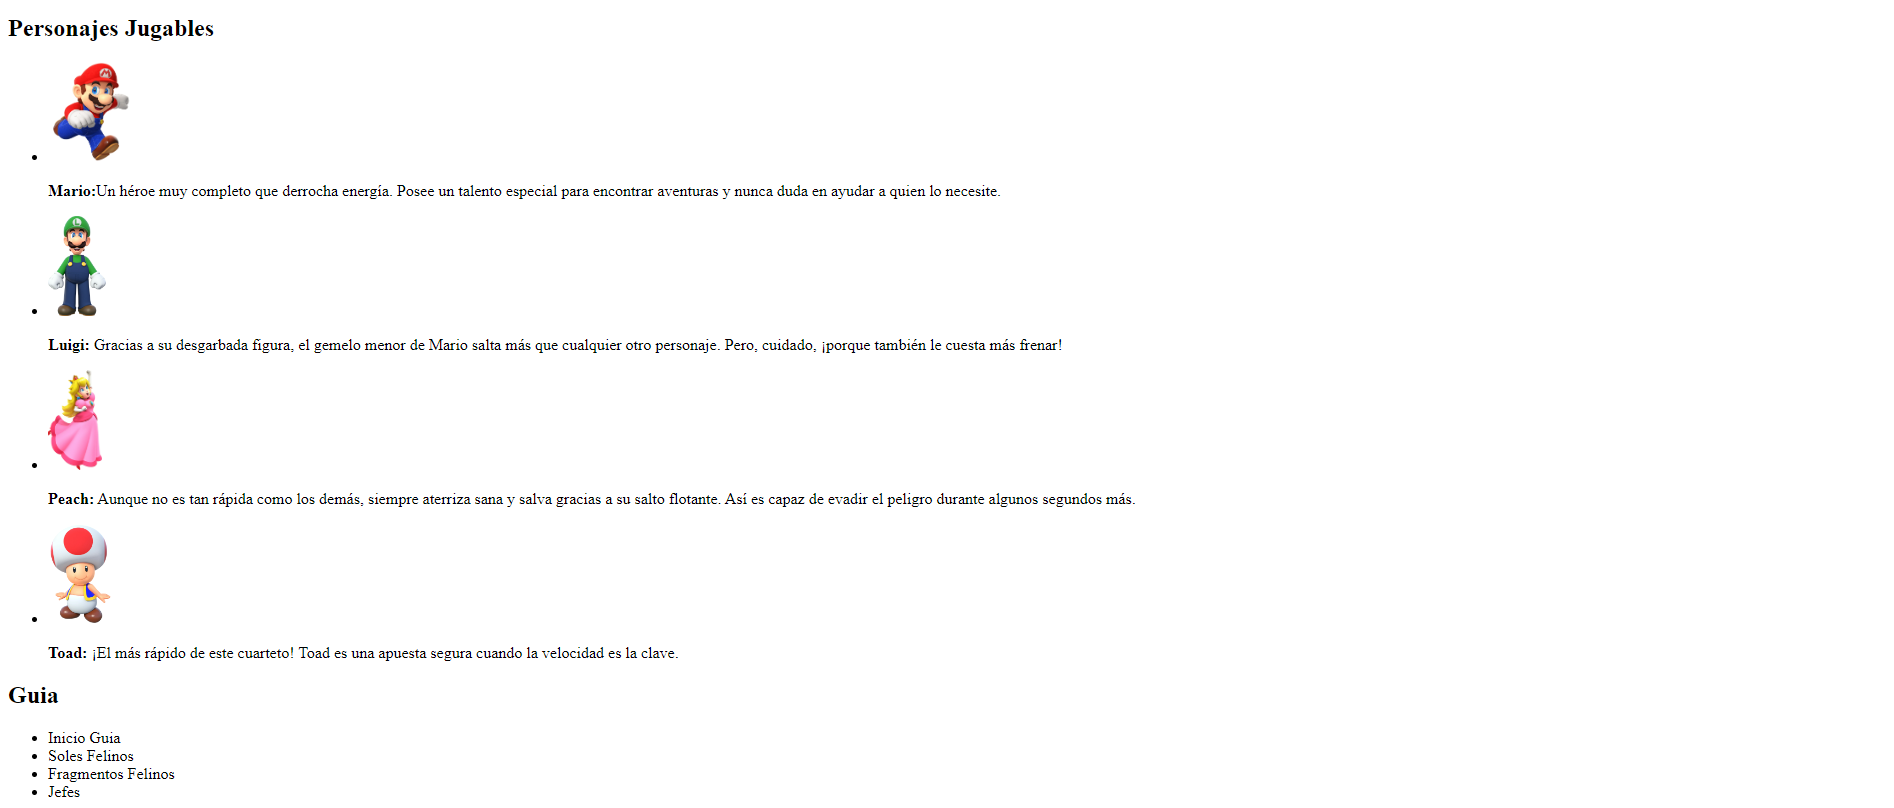 Personajes Jugables
Mario:Un héroe muy completo que derrocha energía. Posee un talento especial para encontrar aventuras y nunca duda en ayudar a quien lo necesite.
Luigi: Gracias a su desgarbada figura, el gemelo menor de Mario salta más que cualquier otro personaje. Pero, cuidado, ¡porque también le cuesta más frenar!
Peach: Aunque no es tan rápida como los demás, siempre aterriza sana y salva gracias a su salto flotante. Así es capaz de evadir el peligro durante algunos segundos más.
Toad: ¡El más rápido de este cuarteto! Toad es una apuesta segura cuando la velocidad es la clave.
Guia
Inicio Guia
Soles Felinos
Fragmentos Felinos
Jefes